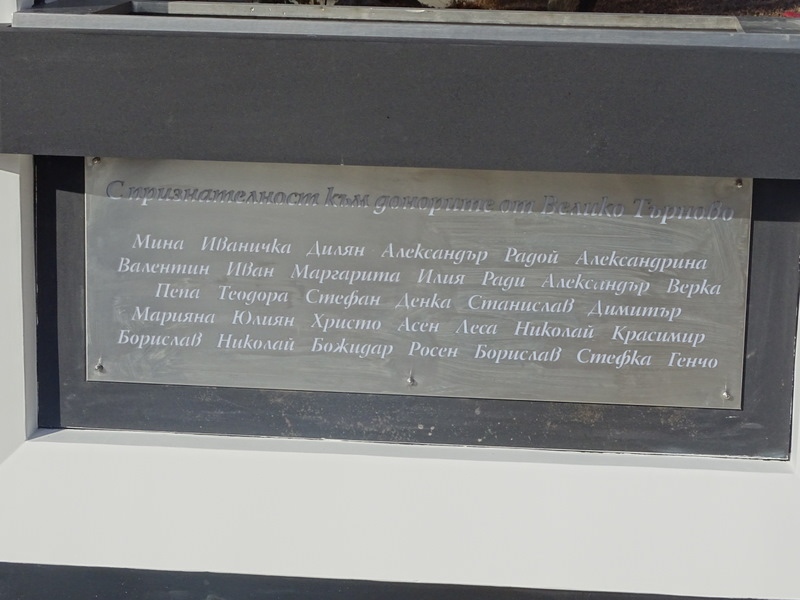 С признателност към донорите от Велико Търново
Мина Иваничка Дилян Александър Радой Александрина
Валентин Иван Маргарита Илия Ради Александър Верка
Пепа Теодора Стефан Денка Станислав Димитър
Марияна Юлиян Христо Асен Леса Николай Красимир
Борислав Николай Божидар Росен Борислав Стефка Генчо